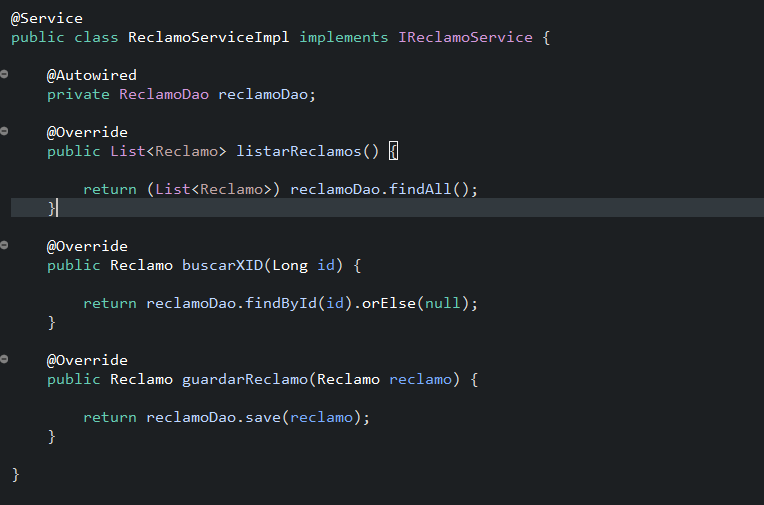 @Service
public class ReclamoServiceImpl implements IReclamoService {
@Autowired
private ReclamoDao reclamoDao;
@Override
public List<Reclamo> listarReclamos() {
return (List<Reclamo>) reclamoDao.findAll();
}
@Override
public Reclamo buscarXID(Long id) {
return reclamoDao.findById(id).orElse(null);
}
@Override
public Reclamo guardarReclamo(Reclamo reclamo) {
return reclamoDao.save(reclamo);
}
}